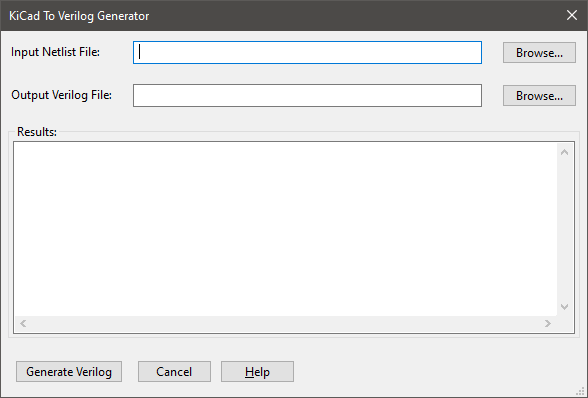 KiCad To Verilog Generator
Input Netlist File:
Browse...
Output Verilog File:
Browse...
Results:
Generate Verilog
Cancel
Help